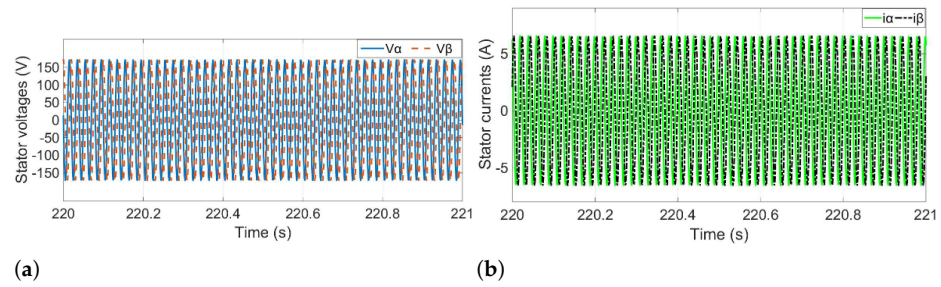 Vα Vβ
Stator voltages (V)
150
100
50
0
-50
-100
-150
220 220.2 220.4 220.6 220.8 221
Time (s)
(a)
iα iβ
Stator currents (A)
5
0
-5
220 220.2 220.4 220.6 220.8 221
Time (s)
(b)